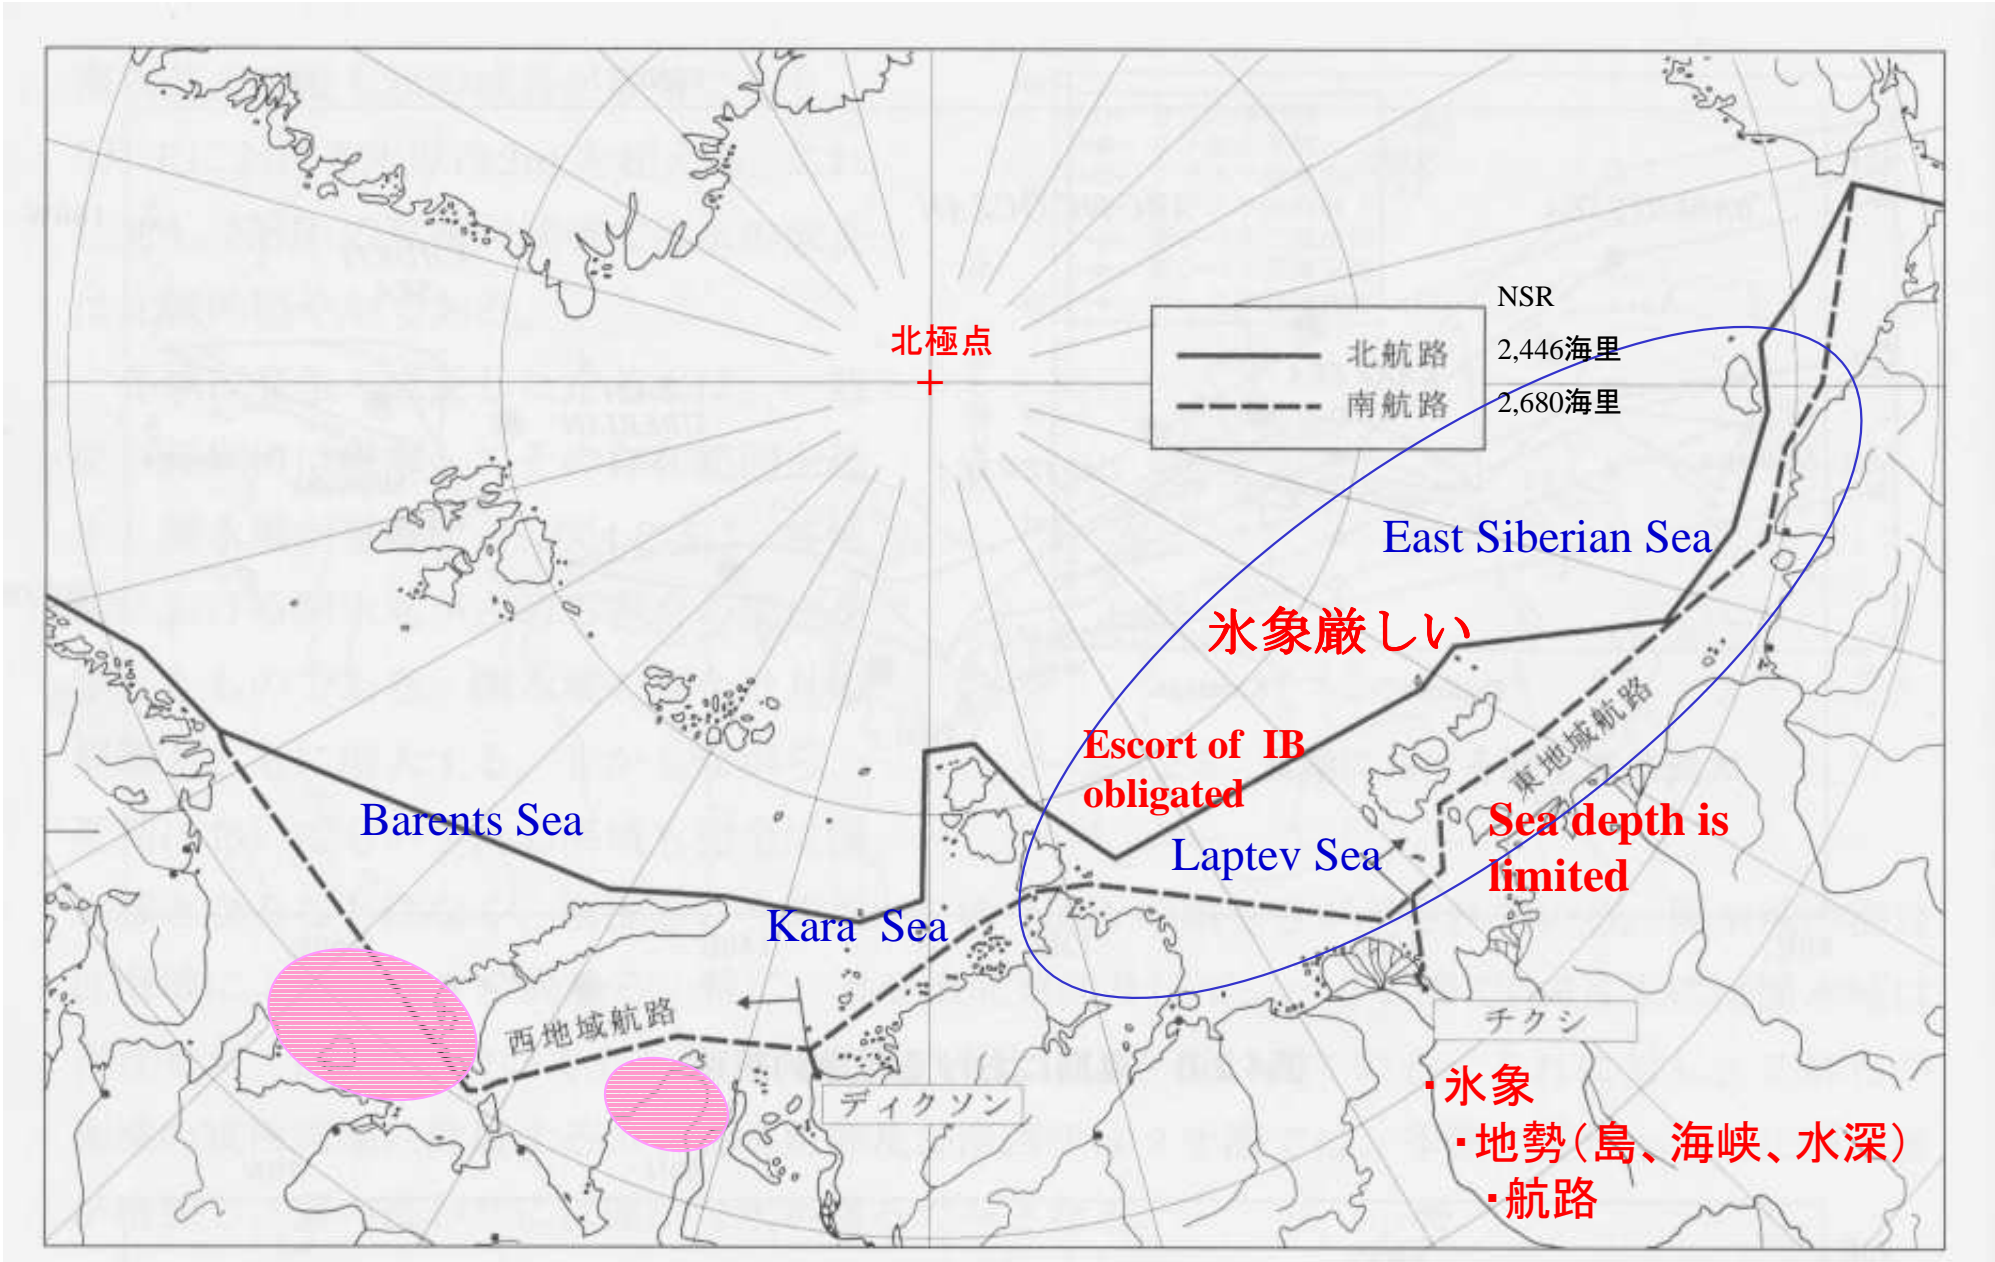 NSR
北極点
北航路
2,446海里
南航路
2,680海里
East Siberian Sea
氷象厳しい
東地域航路
Escort of IB
obligated
Barents Sea
Sea depth is
limited
Laptev Sea
Kara Sea
西地域航路
チクシ
ディクソン
・氷象
・地勢(島、海峡、水深)
・航路